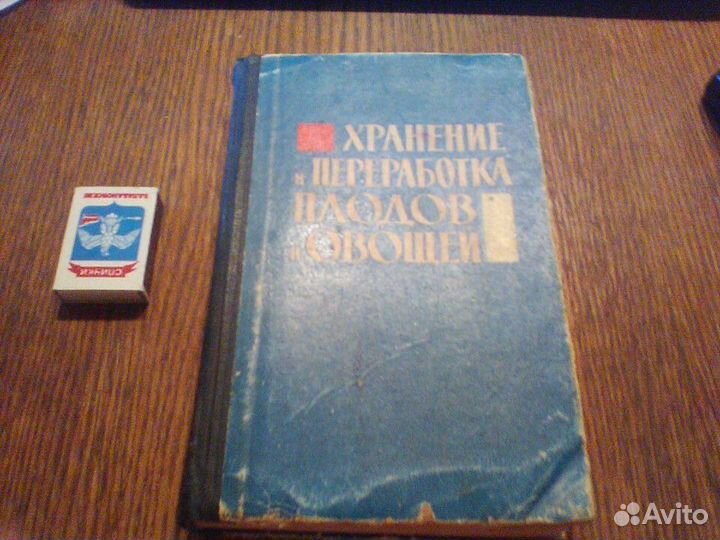 ХРАНЕНИЕ
и ПЕРЕРАБОТКА
ПЛОДОВ
и ОВОЩЕЙ
СПИЧКИ
Avito